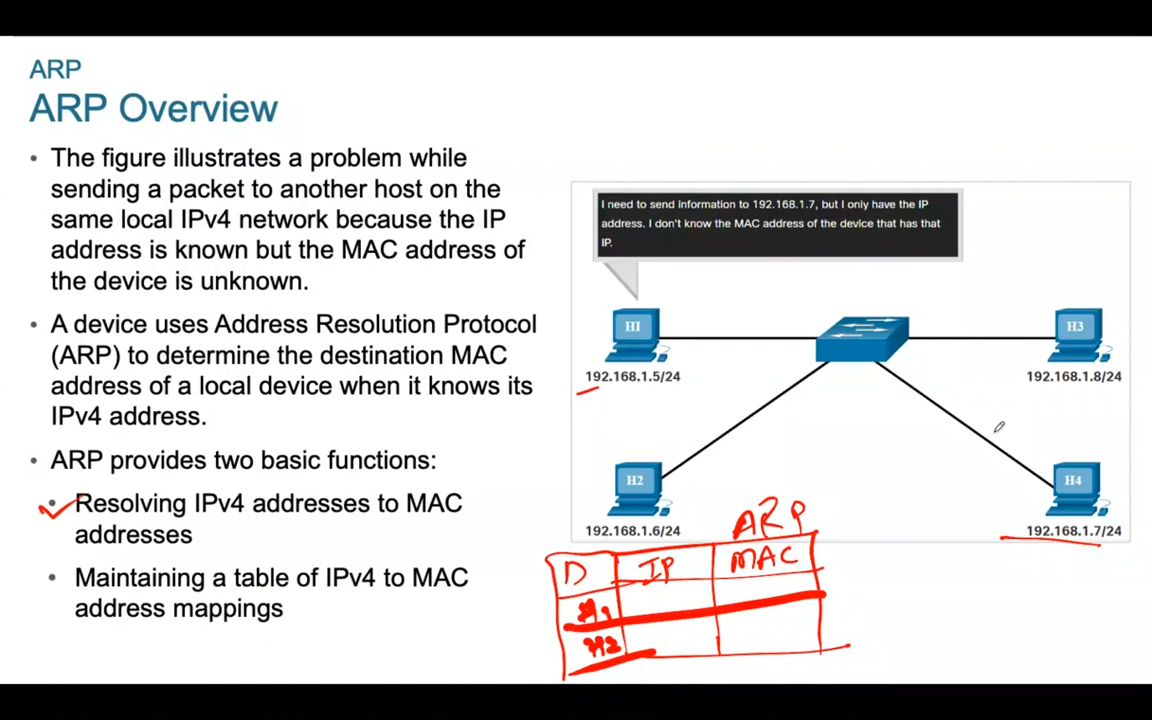 ARP
ARP Overview
• The figure illustrates a problem while
sending a packet to another host on the
same local IPv4 network because the IP
address is known but the MAC address of
the device is unknown.
• A device uses Address Resolution Protocol
(ARP) to determine the destination MAC
address of a local device when it knows its
IPv4 address.
• ARP provides two basic functions:
• Resolving IPv4 addresses to MAC
addresses
• Maintaining a table of IPv4 to MAC
address mappings
I need to send information to 192.168.1.7, but I only have the IP
address. I don't know the MAC address of the device that has that
IP.
H1
H3
192.168.1.5/24
192.168.1.8/24
H2
H4
192.168.1.6/24
192.168.1.7/24
ARP
D IP MAC
H1
H2